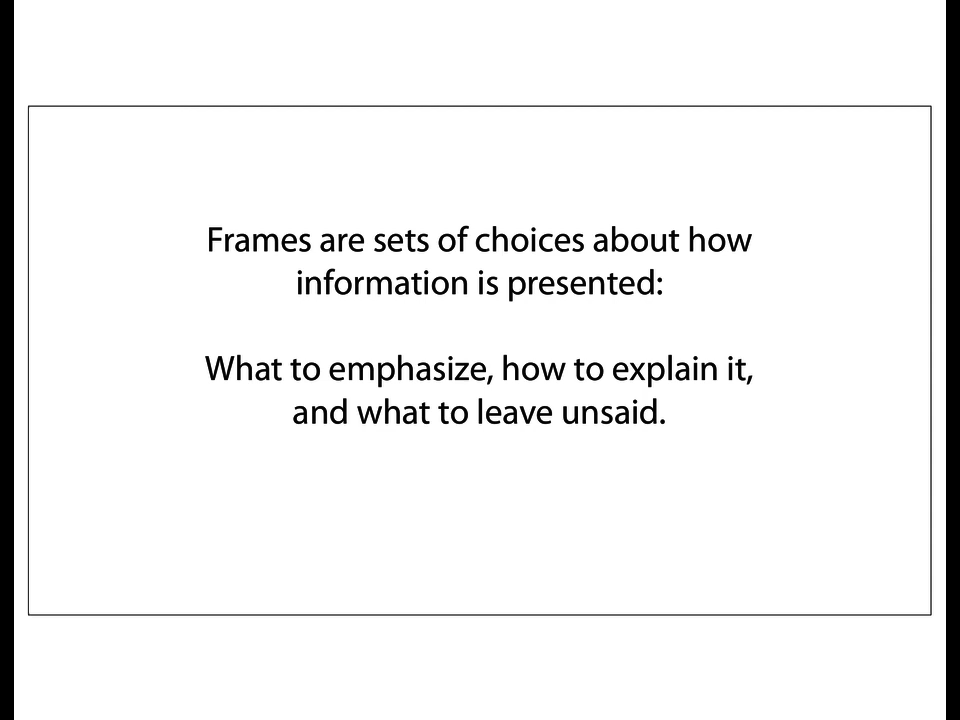 Frames are sets of choices about how
information is presented:
What to emphasize, how to explain it,
and what to leave unsaid.